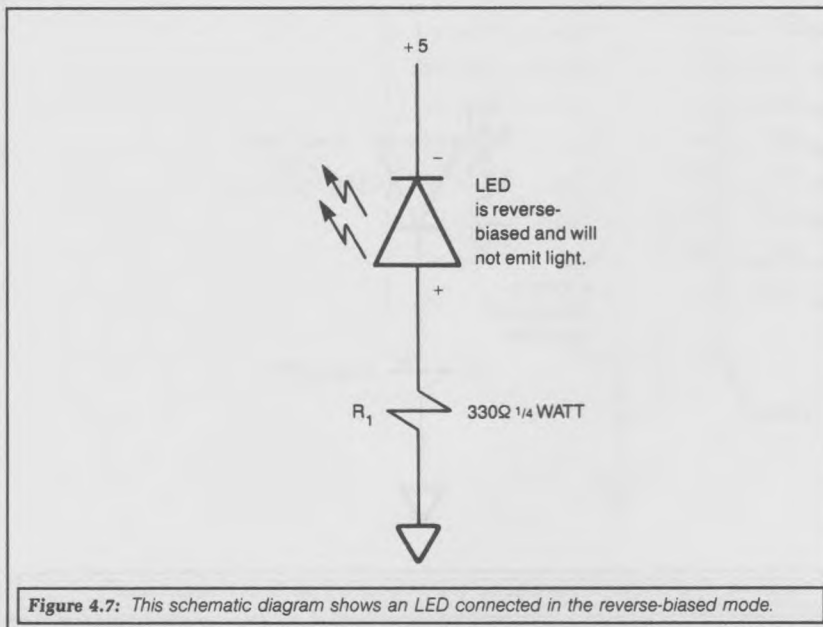 +5
−
LED
is reverse-
biased and will
not emit light.
+
R1 330Ω 1/4 WATT
Figure 4.7: This schematic diagram shows an LED connected in the reverse-biased mode.